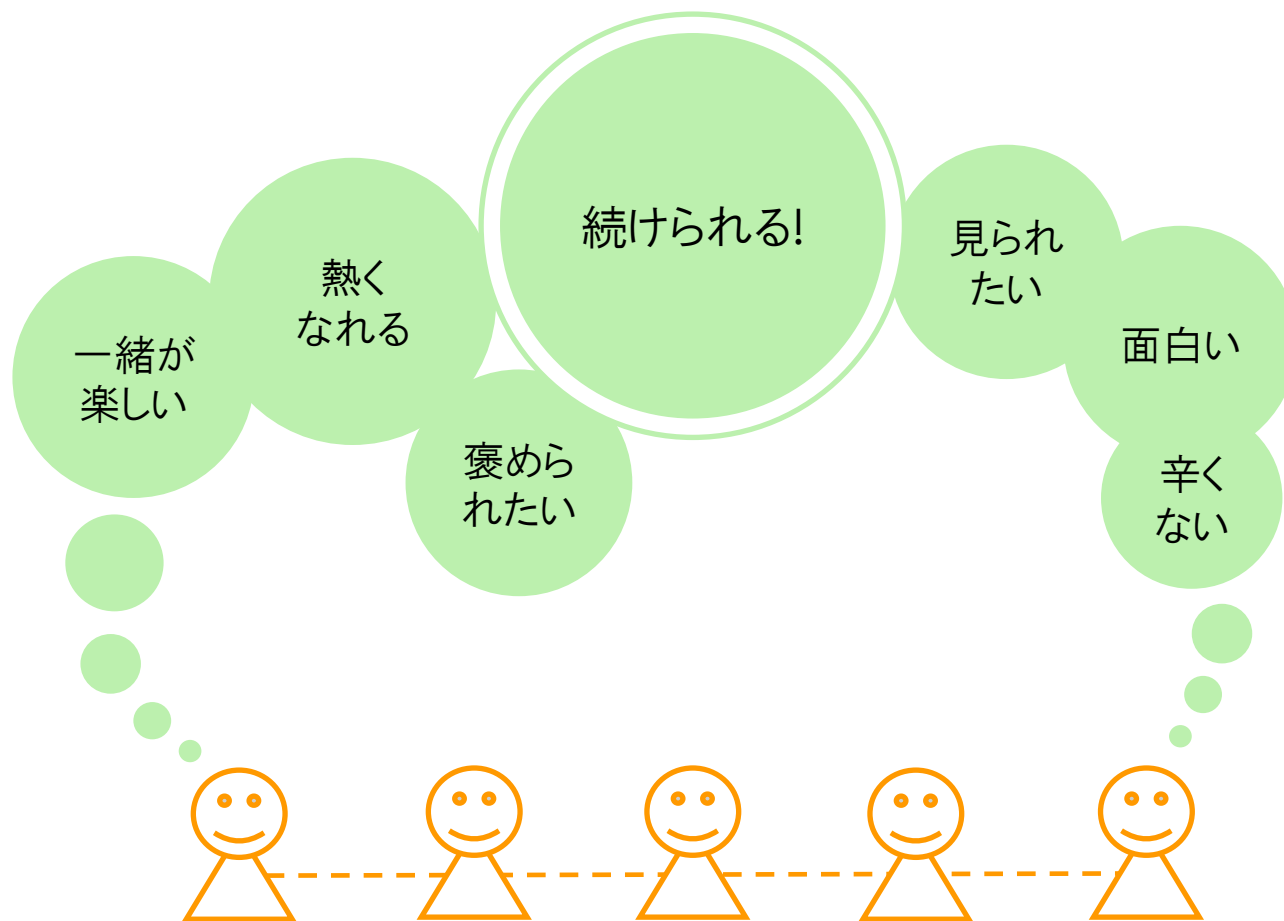 一緒が
楽しい
熱く
なれる
褒めら
れたい
続けられる!
見られ
たい
面白い
辛く
ない